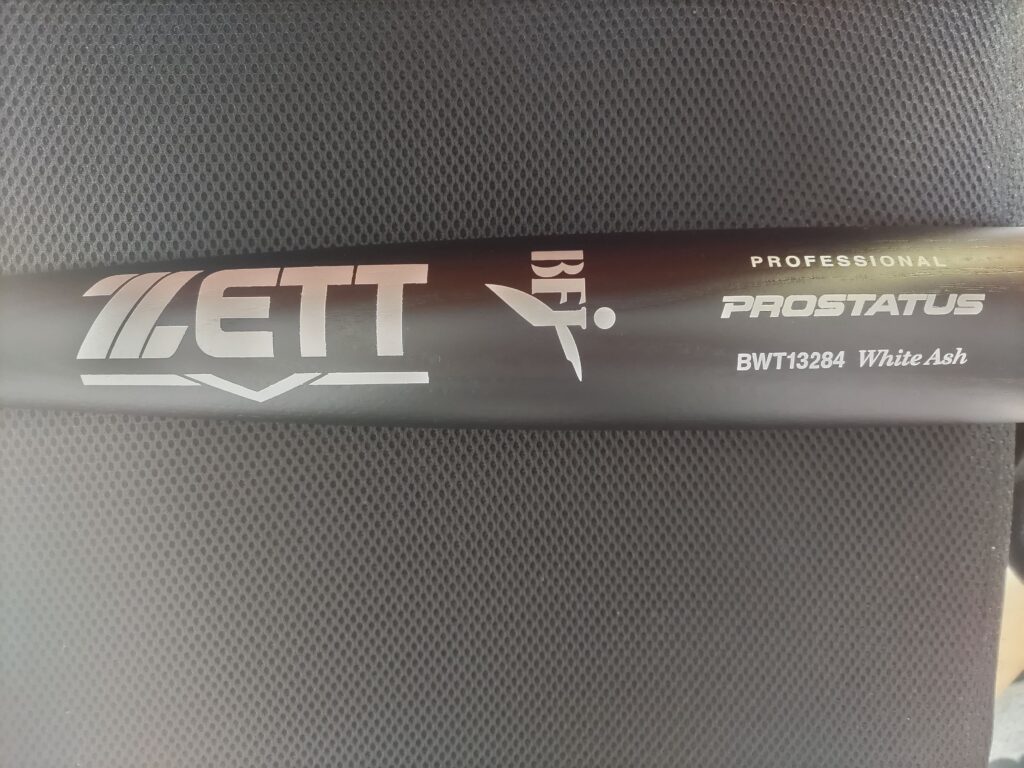 ZETT
BFJ
PROFESSIONAL
PROSTATUS
BWT13284 White Ash